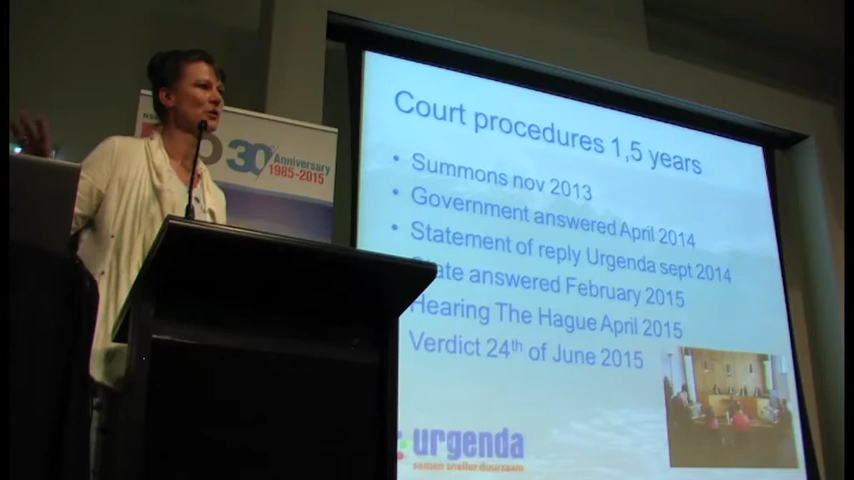 30th Anniversary
1985-2015
Court procedures 1,5 years
• Summons nov 2013
• Government answered April 2014
• Statement of reply Urgenda sept 2014
State answered February 2015
Hearing The Hague April 2015
Verdict 24th of June 2015
urgenda
samen sneller duurzaam